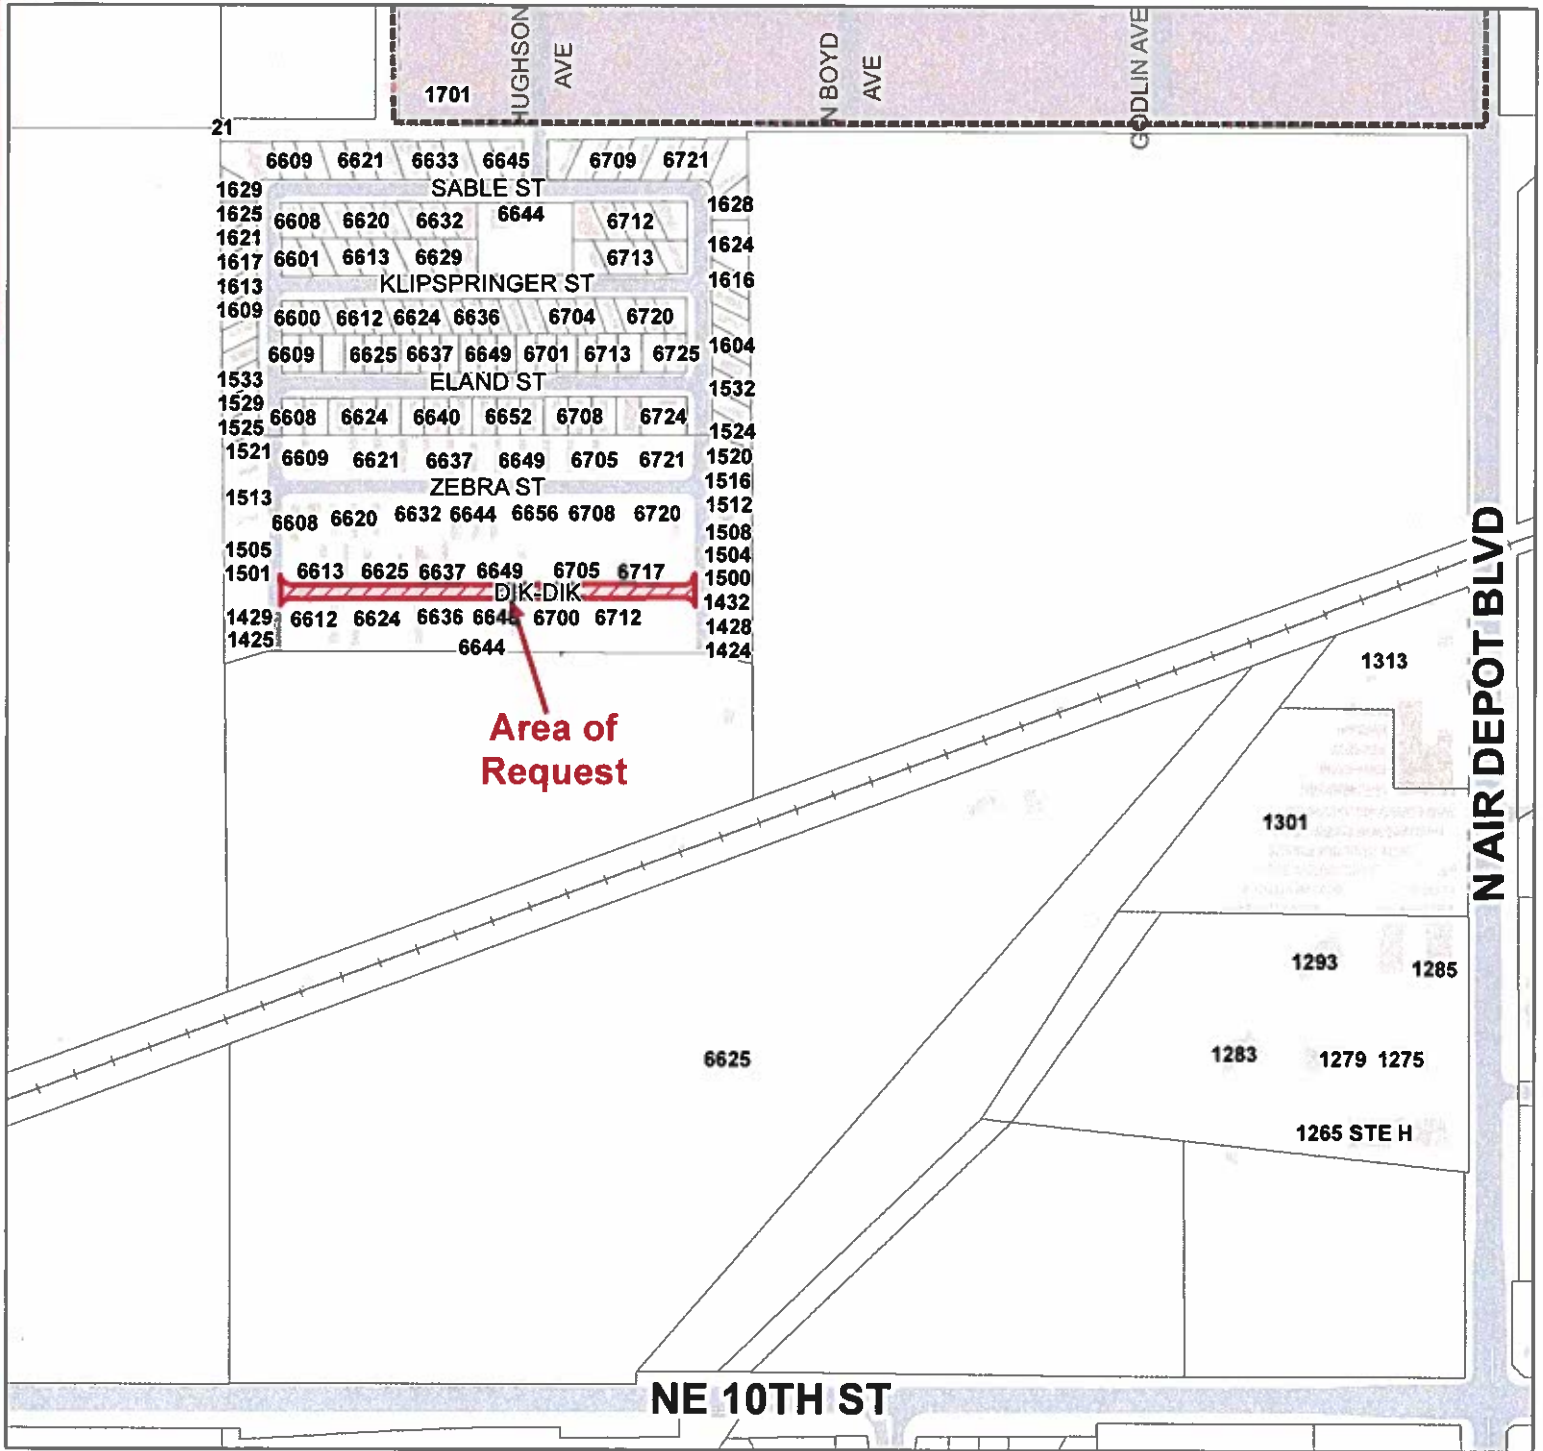 HUGHSON AVE
N BOYD AVE
GODLIN AVE
1701
21
6609 6621 6633 6645 6709 6721
SABLE ST
1629
1628
1625 6608 6620 6632 6644 6712
1621
1624
1617 6601 6613 6629 6713
KLIPSPRINGER ST
1613
1616
1609 6600 6612 6624 6636 6704 6720
6609 6625 6637 6649 6701 6713 6725 1604
1533
ELAND ST
1532
1529
1525 6608 6624 6640 6652 6708 6724
1524
1521 6609 6621 6637 6649 6705 6721 1520
ZEBRA ST
1516
1513
1512
6608 6620 6632 6644 6656 6708 6720
1508
1505
1504
1501 6613 6625 6637 6649 6705 6717 1500
DIK-DIK
1432
1429 6612 6624 6636 6648 6700 6712 1428
1425
6644
1424
Area of
Request
1313
N AIR DEPOT BLVD
1301
1293 1285
6625
1283 1279 1275
1265 STE H
NE 10TH ST